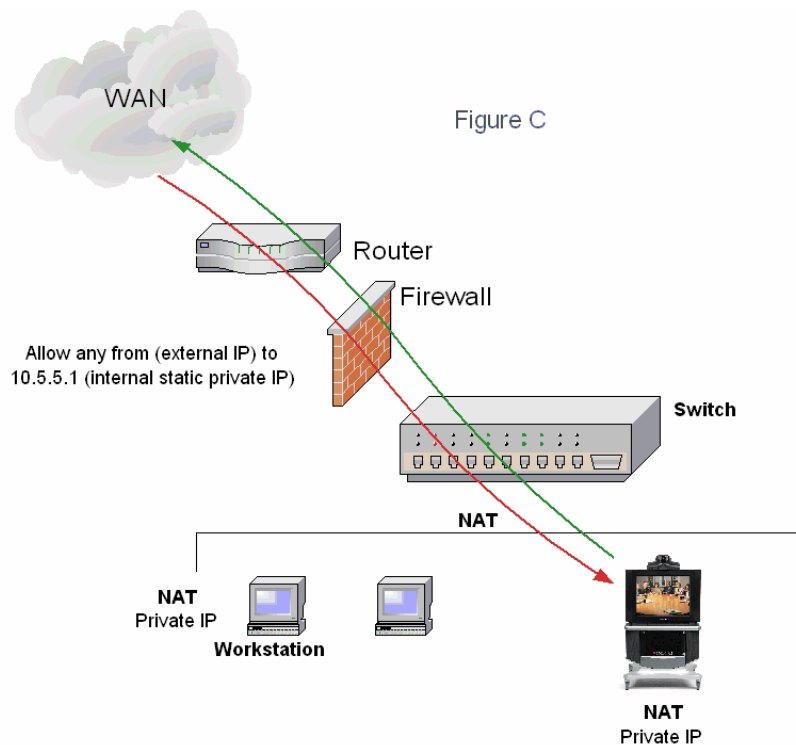 WAN
Figure C
Router
Firewall
Allow any from (external IP) to
10.5.5.1 (internal static private IP)
Switch
NAT
NAT
Private IP
Workstation
NAT
Private IP